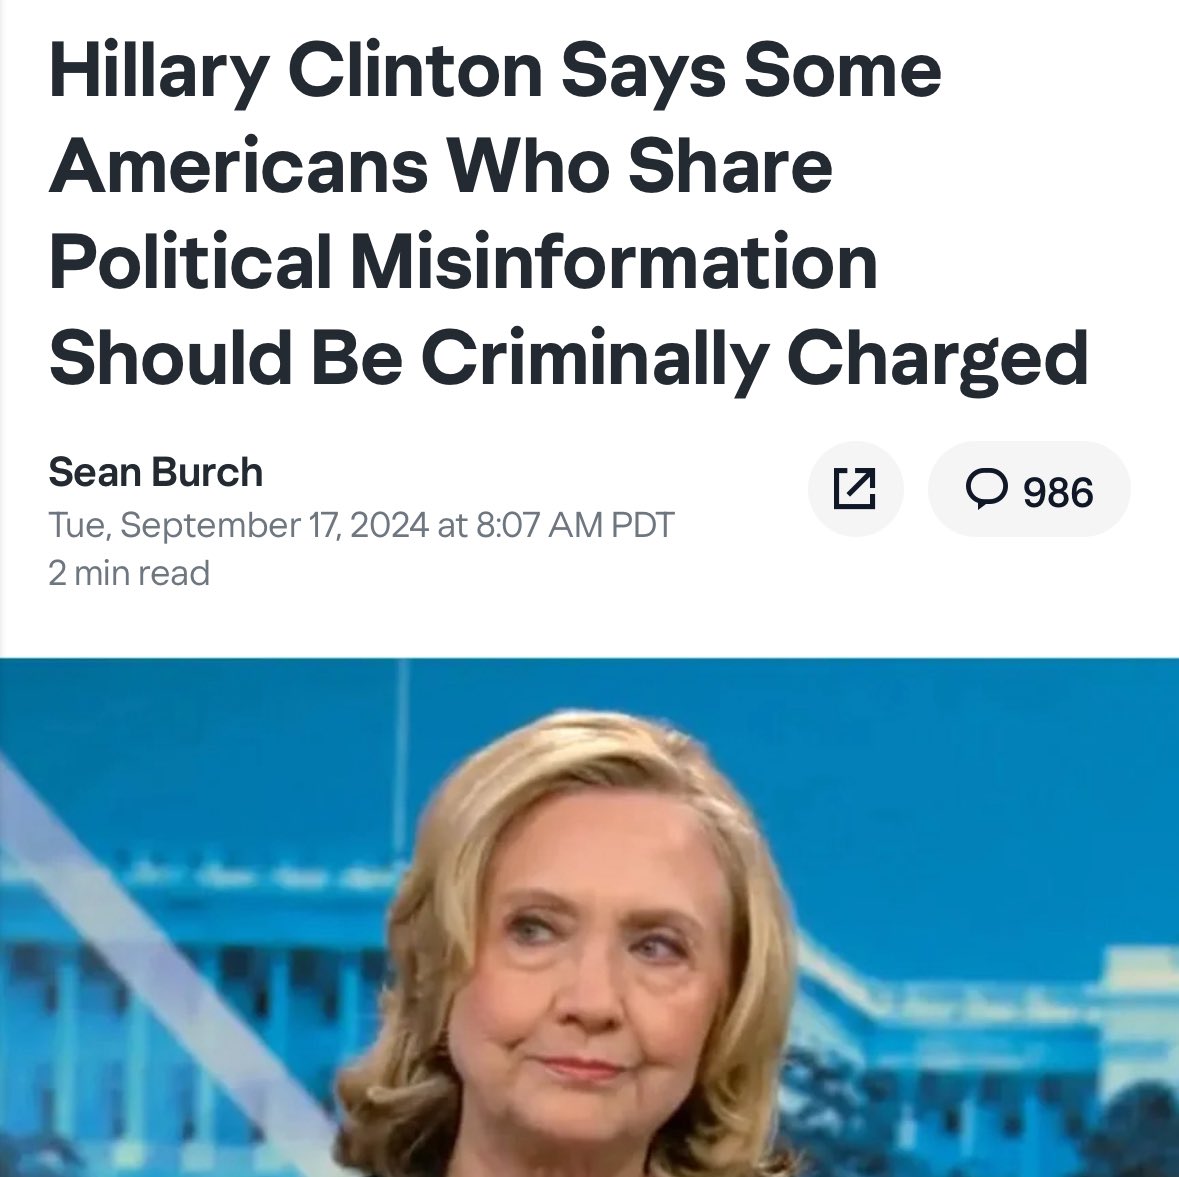 Hillary Clinton Says Some
Americans Who Share
Political Misinformation
Should Be Criminally Charged
Sean Burch
986
Tue, September 17, 2024 at 8:07 AM PDT
2 min read